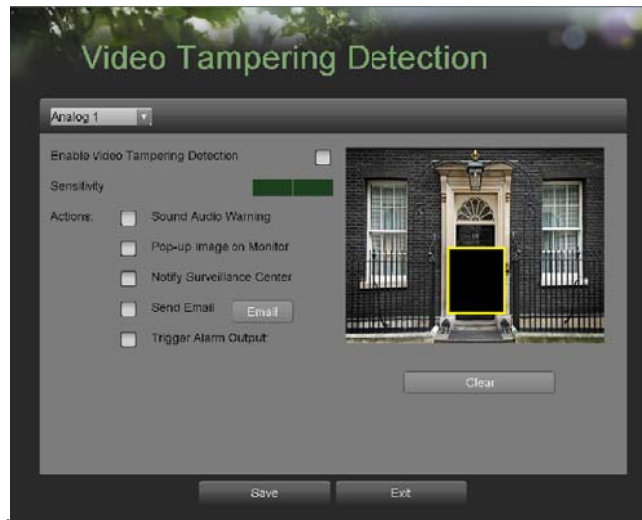 Video Tampering Detection
Analog 1
Enable Video Tampering Detection
Sensitivity
Actions:
Sound Audio Warning
Pop-up Image on Monitor
Notify Surveillance Center
Send Email
Email
Trigger Alarm Output
Clear
Save
Exit